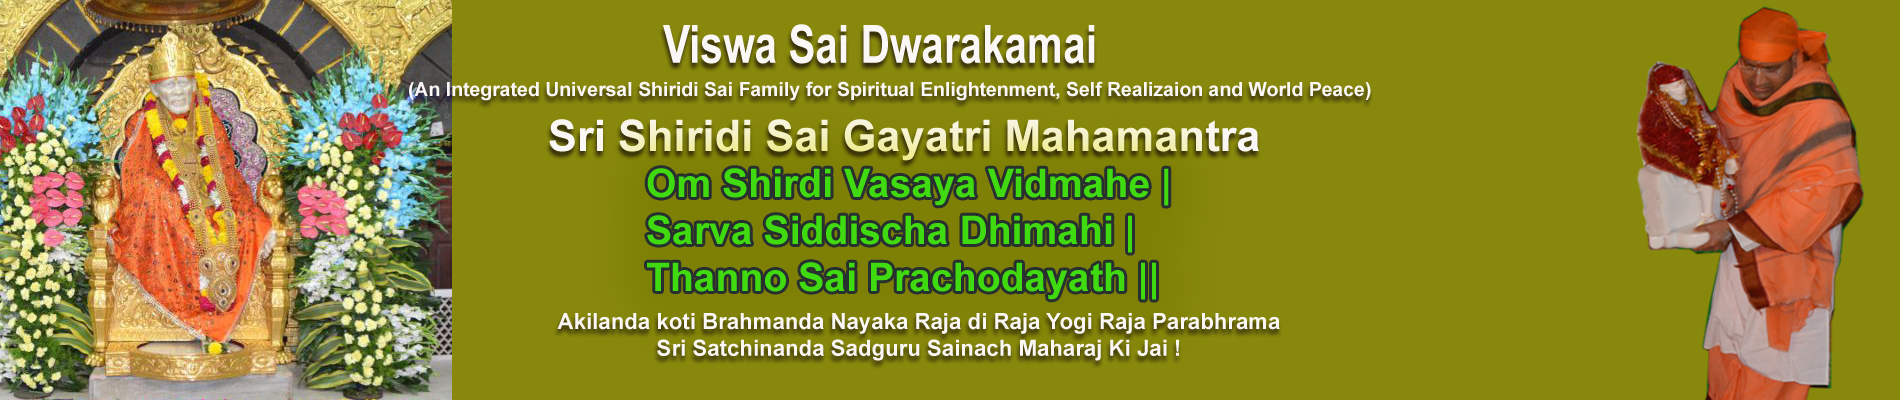 Viswa Sai Dwarakamai
(An Integrated Universal Shiridi Sai Family for Spiritual Enlightenment, Self Realizaion and World Peace)
Sri Shiridi Sai Gayatri Mahamantra
Om Shirdi Vasaya Vidmahe |
Sarva Siddischa Dhimahi |
Thanno Sai Prachodayath ||
Akilanda koti Brahmanda Nayaka Raja di Raja Yogi Raja Parabhrama
Sri Satchinanda Sadguru Sainach Maharaj Ki Jai !